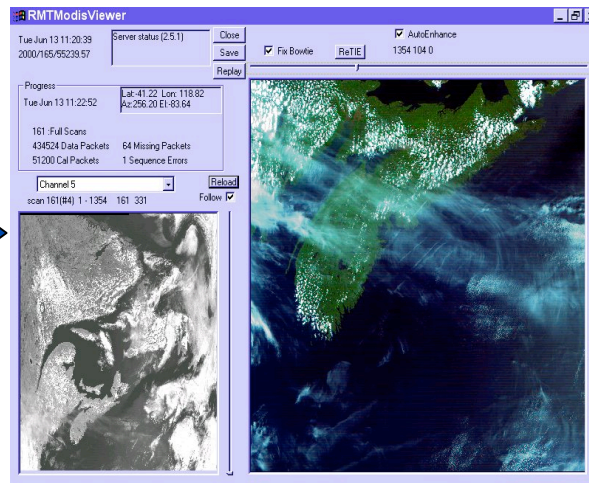 RMTModisViewer
Tue Jun 13 11:20:39
2000/165/55239.57
Server status (2.5.1)
Close
Save
Replay
Fix Bowtie
ReTIE
AutoEnhance
1354 104 0
Progress
Tue Jun 13 11:22:52
Lat:-41.22 Lon: 118.82
Az:256.20 El:-83.64
161 :Full Scans
434524 Data Packets 64 Missing Packets
51200 Cal Packets 1 Sequence Errors
Channel 5
Reload
scan 161(#4) 1 - 1354 161 331
Follow